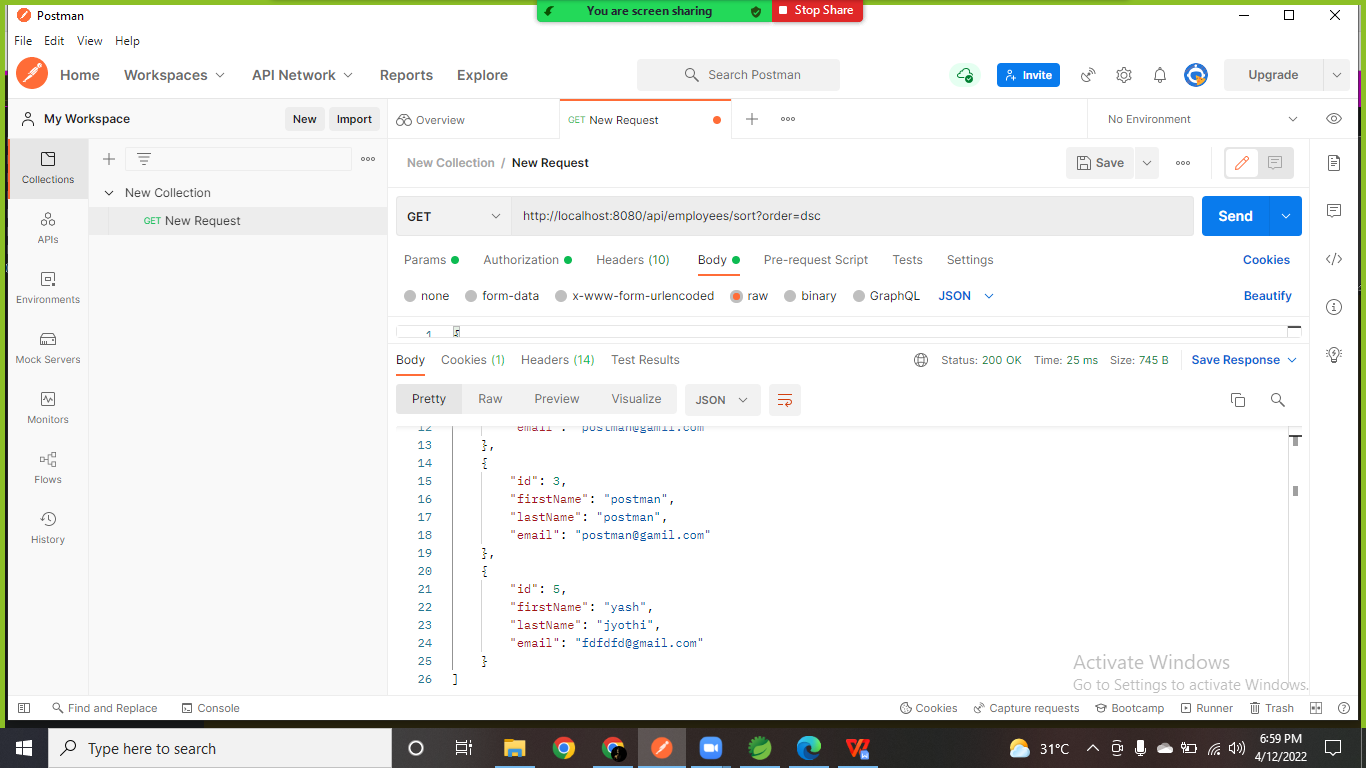 Postman
You are screen sharing
Stop Share
File Edit View Help
Home Workspaces API Network Reports Explore
Search Postman
Invite
Upgrade
My Workspace
New
Import
Overview
GET New Request
No Environment
Collections
New Collection
GET New Request
APIs
Environments
Mock Servers
Monitors
Flows
History
New Collection / New Request
Save
GET
http://localhost:8080/api/employees/sort?order=dsc
Send
Params Authorization Headers (10) Body Pre-request Script Tests Settings Cookies
none form-data x-www-form-urlencoded raw binary GraphQL JSON Beautify
1 {
Body Cookies (1) Headers (14) Test Results
Status: 200 OK Time: 25 ms Size: 745 B Save Response
Pretty Raw Preview Visualize JSON
12 "email": "postman@gamil.com"
13 },
14 {
15 "id": 3,
16 "firstName": "postman",
17 "lastName": "postman",
18 "email": "postman@gamil.com"
19 },
20 {
21 "id": 5,
22 "firstName": "yash",
23 "lastName": "jyothi",
24 "email": "fdfdfd@gmail.com"
25 }
26 ]
Activate Windows
Go to Settings to activate Windows.
Find and Replace Console
Cookies Capture requests Bootcamp Runner Trash
Type here to search
31°C
6:59 PM
4/12/2022